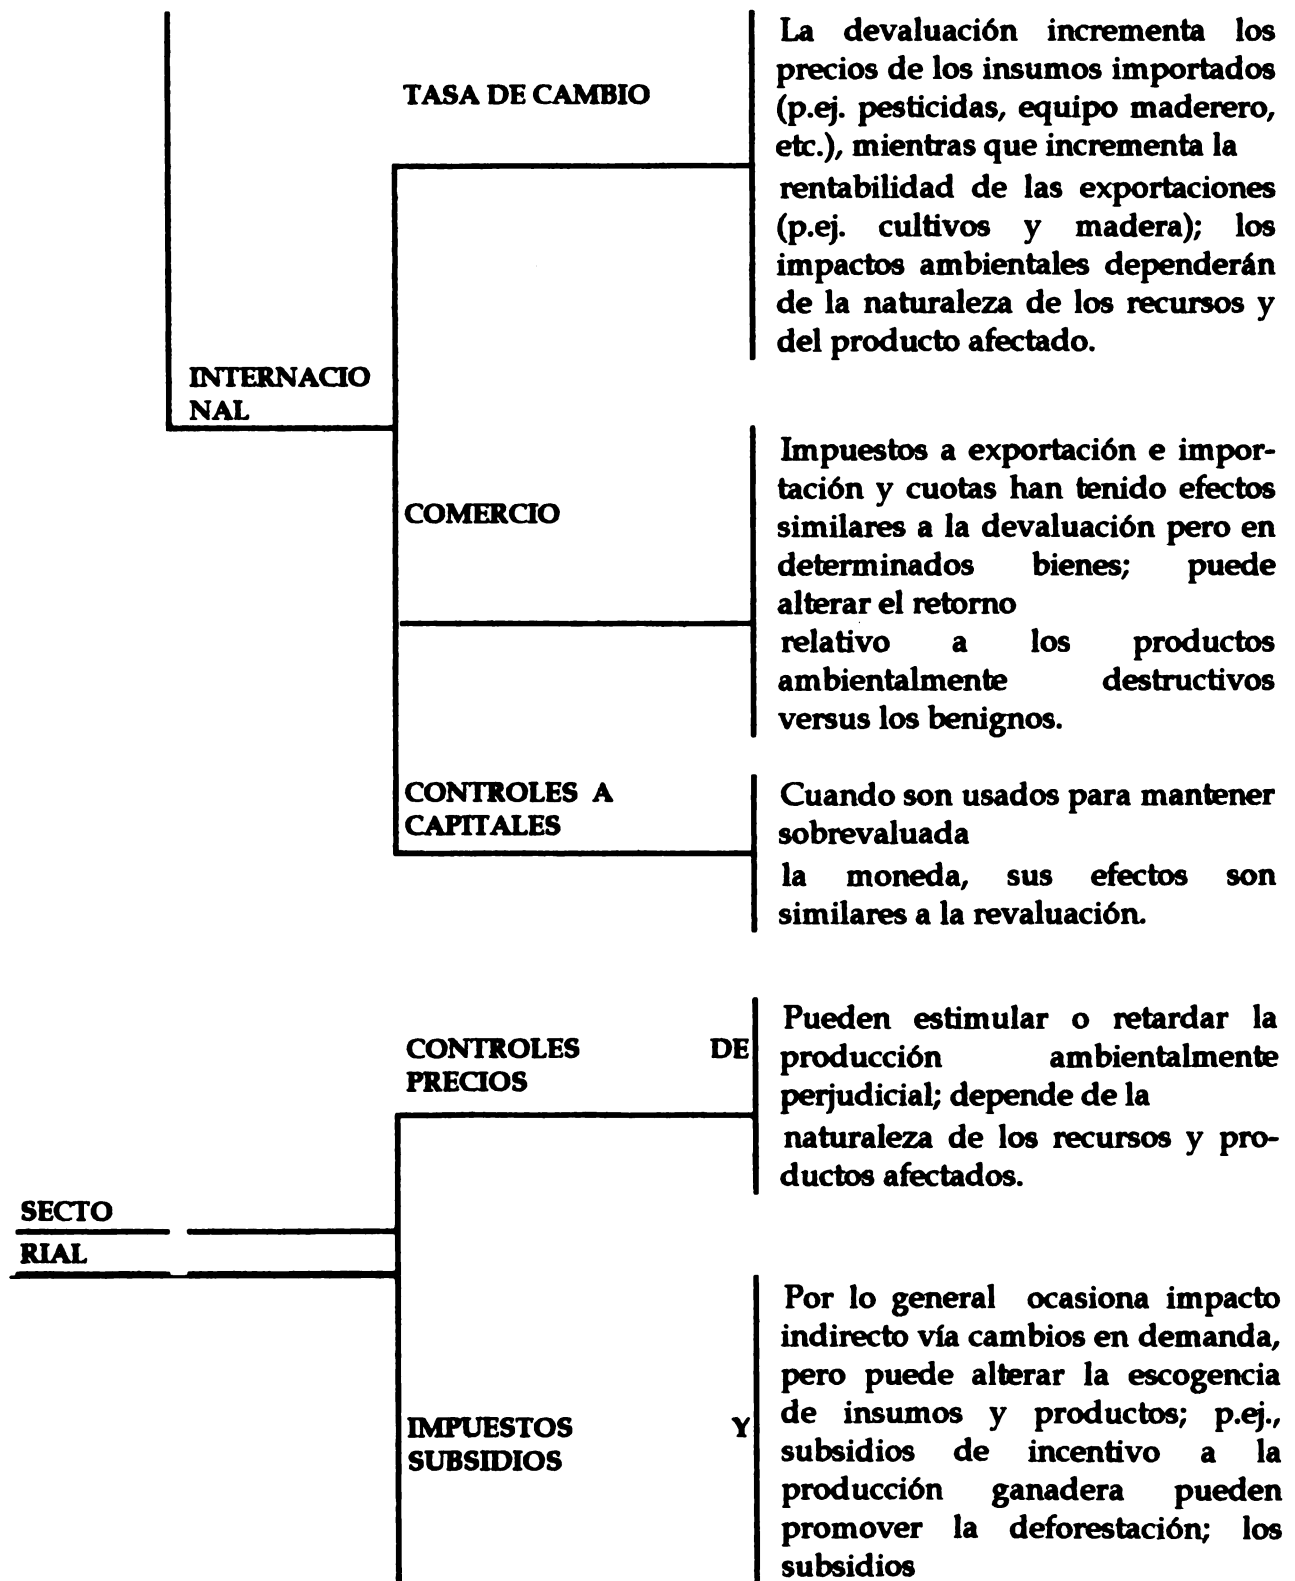 TASA DE CAMBIO
La devaluación incrementa los
precios de los insumos importados
(p.ej. pesticidas, equipo maderero,
etc.), mientras que incrementa la
rentabilidad de las exportaciones
(p.ej. cultivos y madera); los
impactos ambientales dependerán
de la naturaleza de los recursos y
del producto afectado.
INTERNACIO
NAL
COMERCIO
Impuestos a exportación e impor-
tación y cuotas han tenido efectos
similares a la devaluación pero en
determinados bienes; puede
alterar el retorno
relativo a los productos
ambientalmente destructivos
versus los benignos.
CONTROLES A
CAPITALES
Cuando son usados para mantener
sobrevaluada
la moneda, sus efectos son
similares a la revaluación.
CONTROLES DE
PRECIOS
Pueden estimular o retardar la
producción ambientalmente
perjudicial; depende de la
naturaleza de los recursos y pro-
ductos afectados.
SECTO
RIAL
IMPUESTOS Y
SUBSIDIOS
Por lo general ocasiona impacto
indirecto vía cambios en demanda,
pero puede alterar la escogencia
de insumos y productos; p.ej.,
subsidios de incentivo a la
producción ganadera pueden
promover la deforestación; los
subsidios